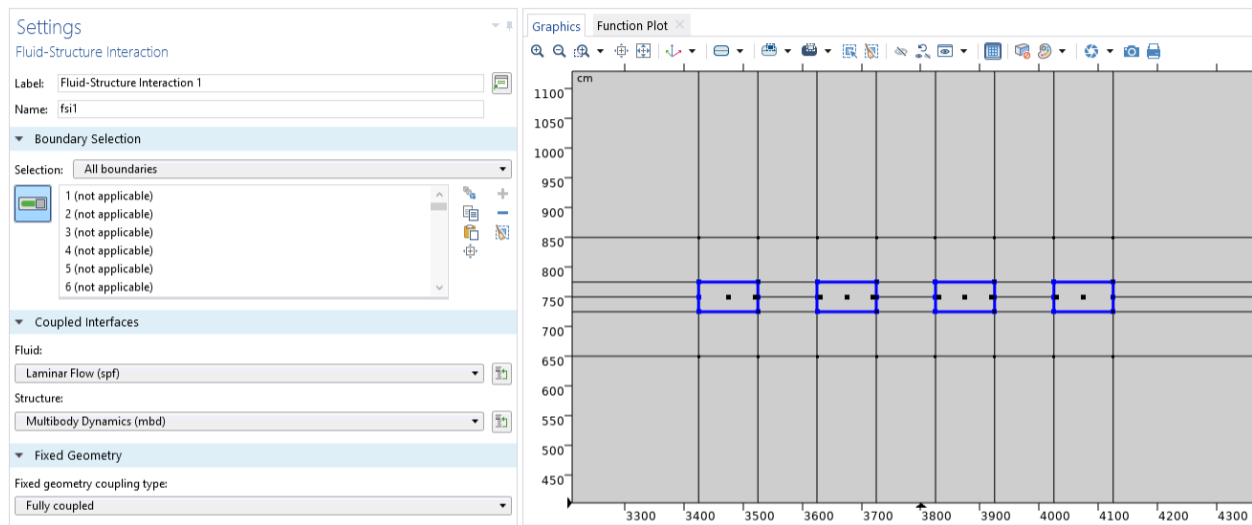 Settings
Fluid-Structure Interaction
Label: Fluid-Structure Interaction 1
Name: fsi1
Boundary Selection
Selection: All boundaries
1 (not applicable)
2 (not applicable)
3 (not applicable)
4 (not applicable)
5 (not applicable)
6 (not applicable)
Coupled Interfaces
Fluid:
Laminar Flow (spf)
Structure:
Multibody Dynamics (mbd)
Fixed Geometry
Fixed geometry coupling type:
Fully coupled
Graphics Function Plot
cm
1100
1050
1000
950
900
850
800
750
700
650
600
550
500
450
3300 3400 3500 3600 3700 3800 3900 4000 4100 4200 4300